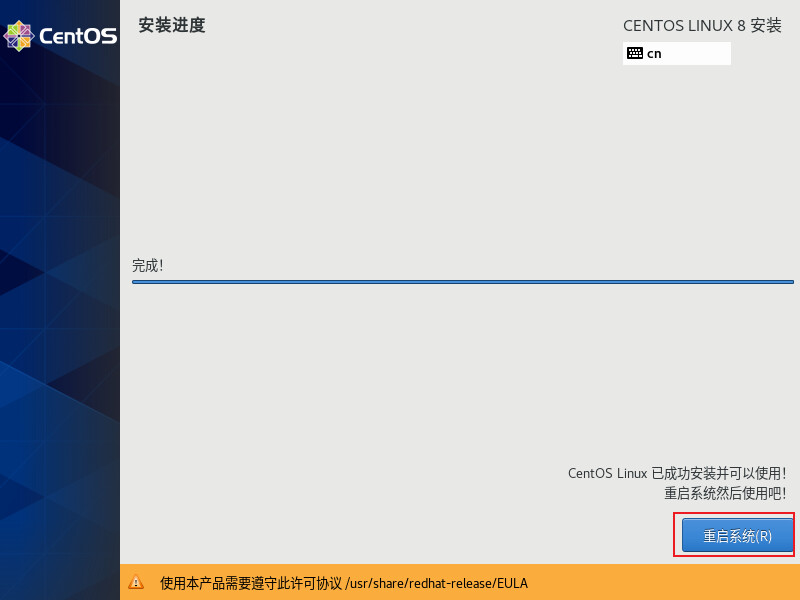 CentOS
安装进度
CENTOS LINUX 8 安装
cn
完成!
CentOS Linux 已成功安装并可以使用!
重启系统然后使用吧!
重启系统(R)
使用本产品需要遵守此许可协议 /usr/share/redhat-release/EULA